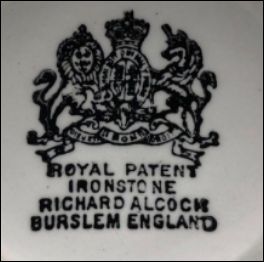 ROYAL PATENT
IRONSTONE
RICHARD ALCOCK
BURSLEM ENGLAND